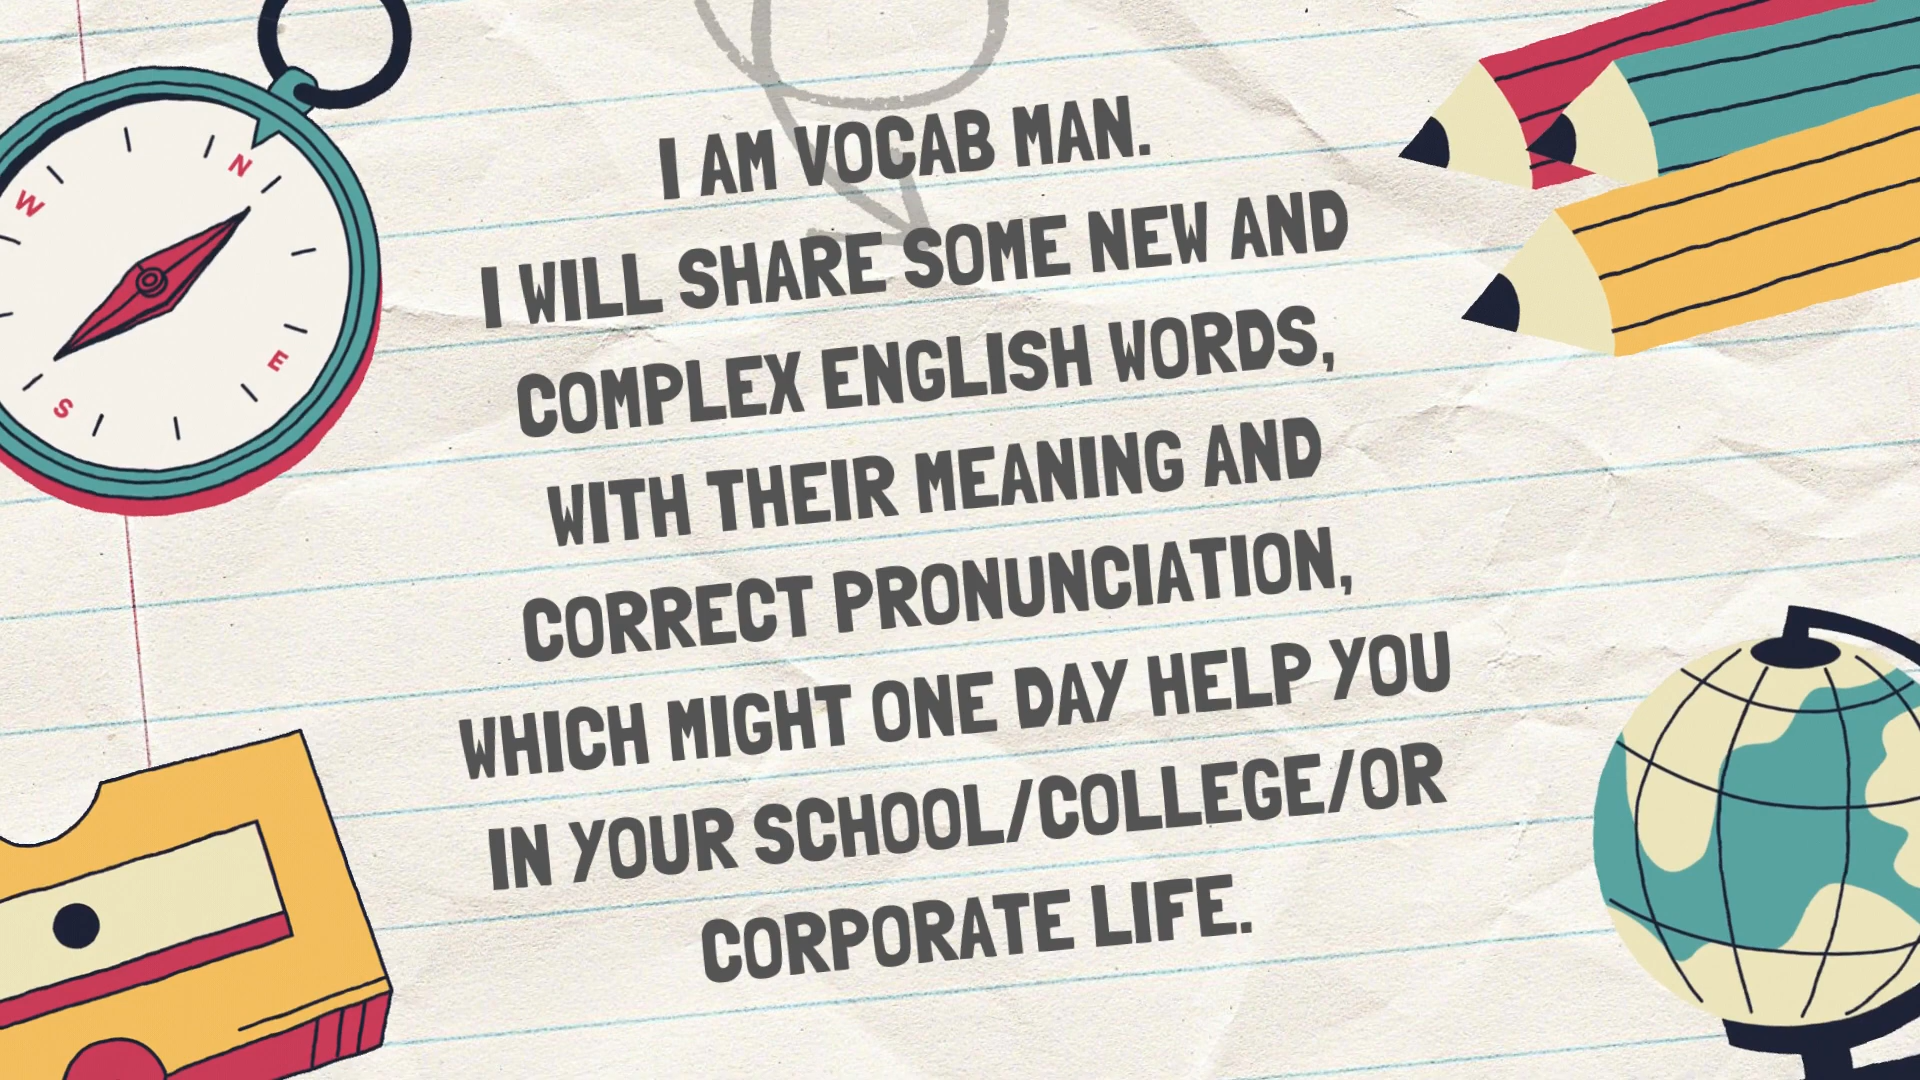 I AM VOCAB MAN.
I WILL SHARE SOME NEW AND
COMPLEX ENGLISH WORDS,
WITH THEIR MEANING AND
CORRECT PRONUNCIATION,
WHICH MIGHT ONE DAY HELP YOU
IN YOUR SCHOOL/COLLEGE/OR
CORPORATE LIFE.
N
W
E
S